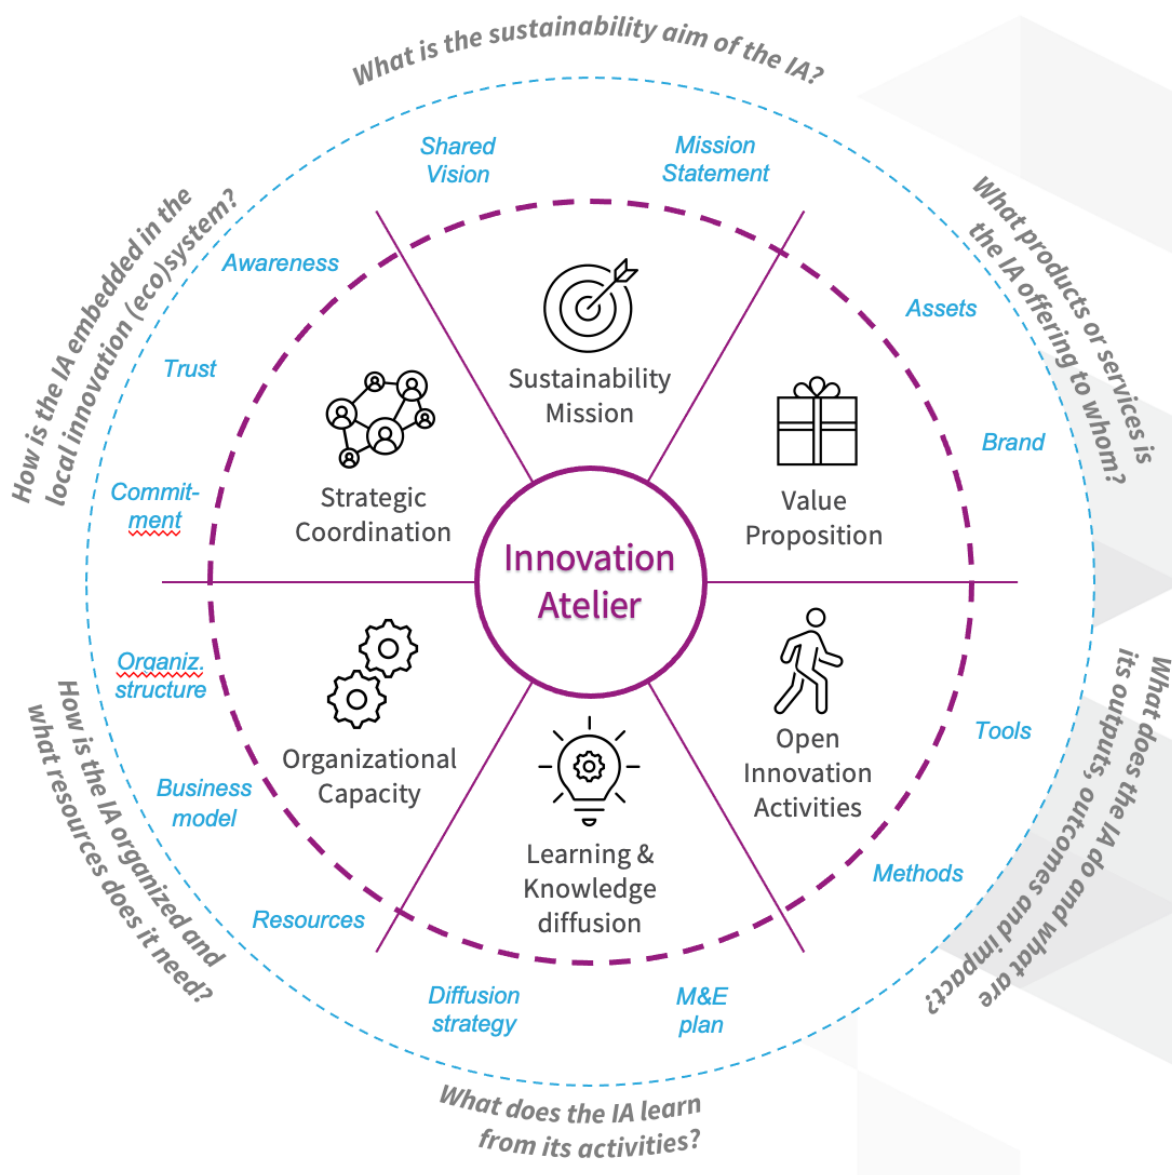 What is the sustainability aim of the IA?
Shared
Vision
Mission
Statement
What products or services is
the IA offering to whom?
Assets
Brand
What does the IA do and what are
its outputs, outcomes and impact?
Tools
Methods
M&E
plan
Diffusion
strategy
What does the IA learn
from its activities?
How is the IA organized and
what resources does it need?
Organiz.
structure
Business
model
Resources
How is the IA embedded in the
local innovation (eco)system?
Awareness
Trust
Commit-
ment
Sustainability
Mission
Value
Proposition
Open
Innovation
Activities
Learning &
Knowledge
diffusion
Organizational
Capacity
Strategic
Coordination
Innovation
Atelier